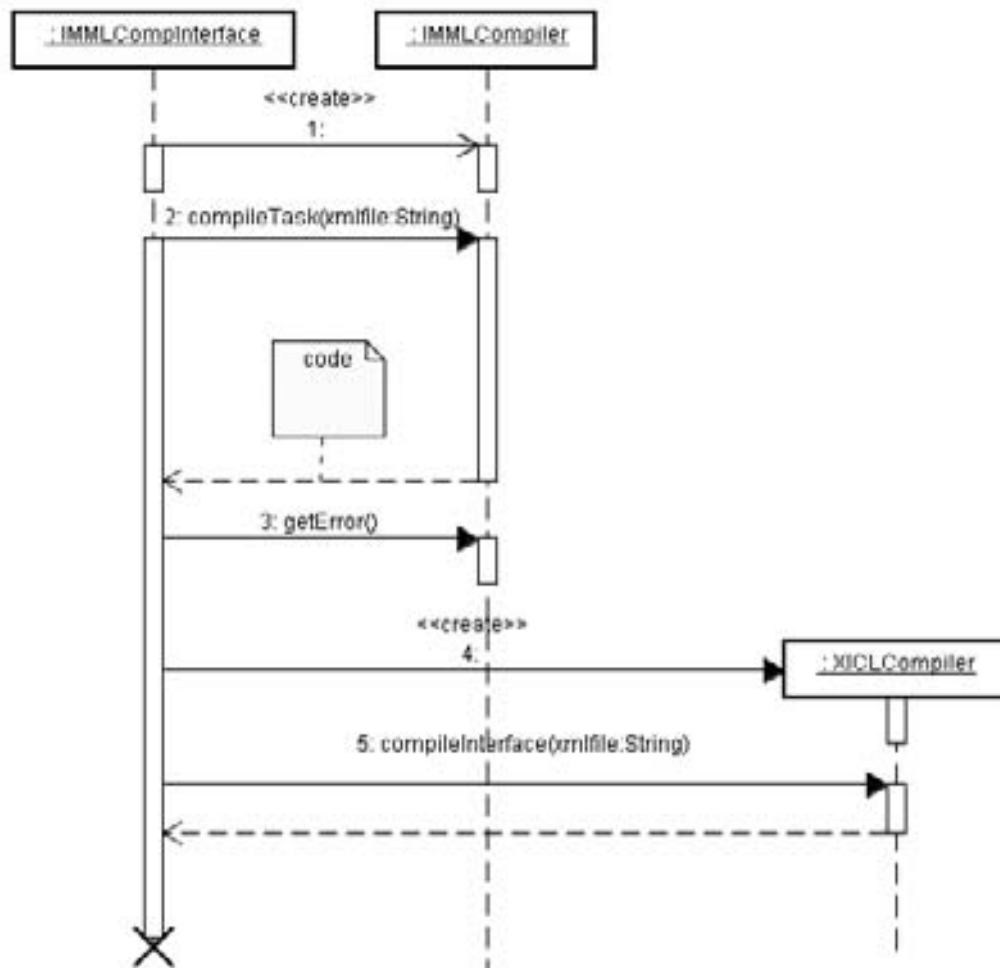 : IMMLCompInterface
: IMMLCompiler
<<create>>
1:
2: compileTask(xmlfile:String)
code
3: getError()
<<create>>
4:
: XICLCompiler
5: compileInterface(xmlfile:String)